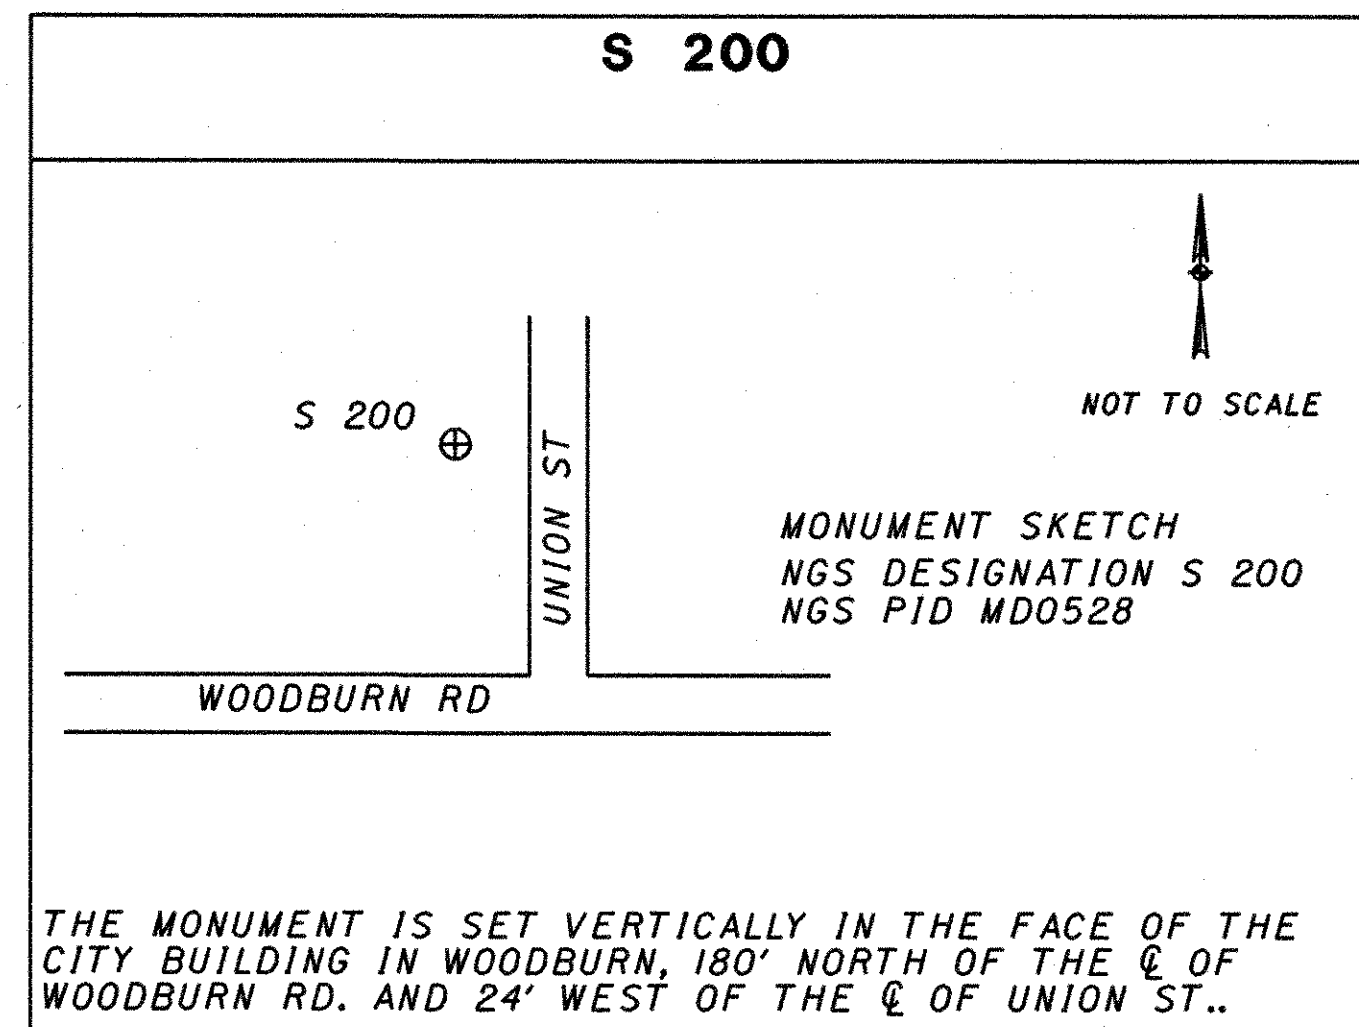 S 200
NOT TO SCALE
S 200
UNION ST
MONUMENT SKETCH
NGS DESIGNATION S 200
NGS PID MD0528
WOODBURN RD
THE MONUMENT IS SET VERTICALLY IN THE FACE OF THE
CITY BUILDING IN WOODBURN, 180' NORTH OF THE ℄ OF
WOODBURN RD. AND 24' WEST OF THE ℄ OF UNION ST..